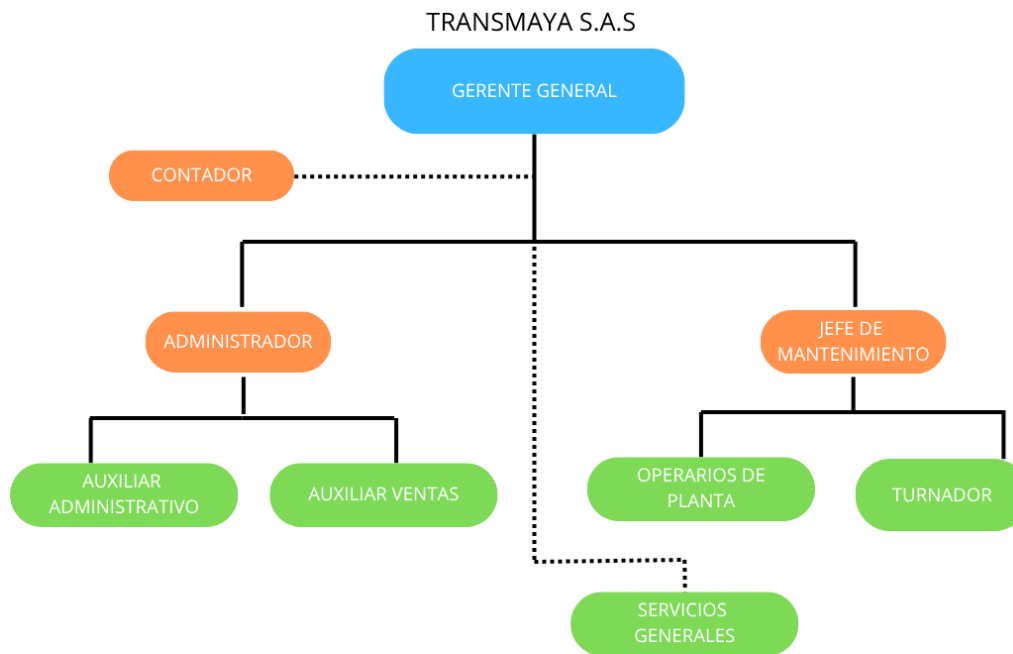 TRANSMAYA S.A.S
GERENTE GENERAL
CONTADOR
ADMINISTRADOR
JEFE DE
MANTENIMIENTO
AUXILIAR
ADMINISTRATIVO
AUXILIAR VENTAS
OPERARIOS DE
PLANTA
TURNADOR
SERVICIOS
GENERALES